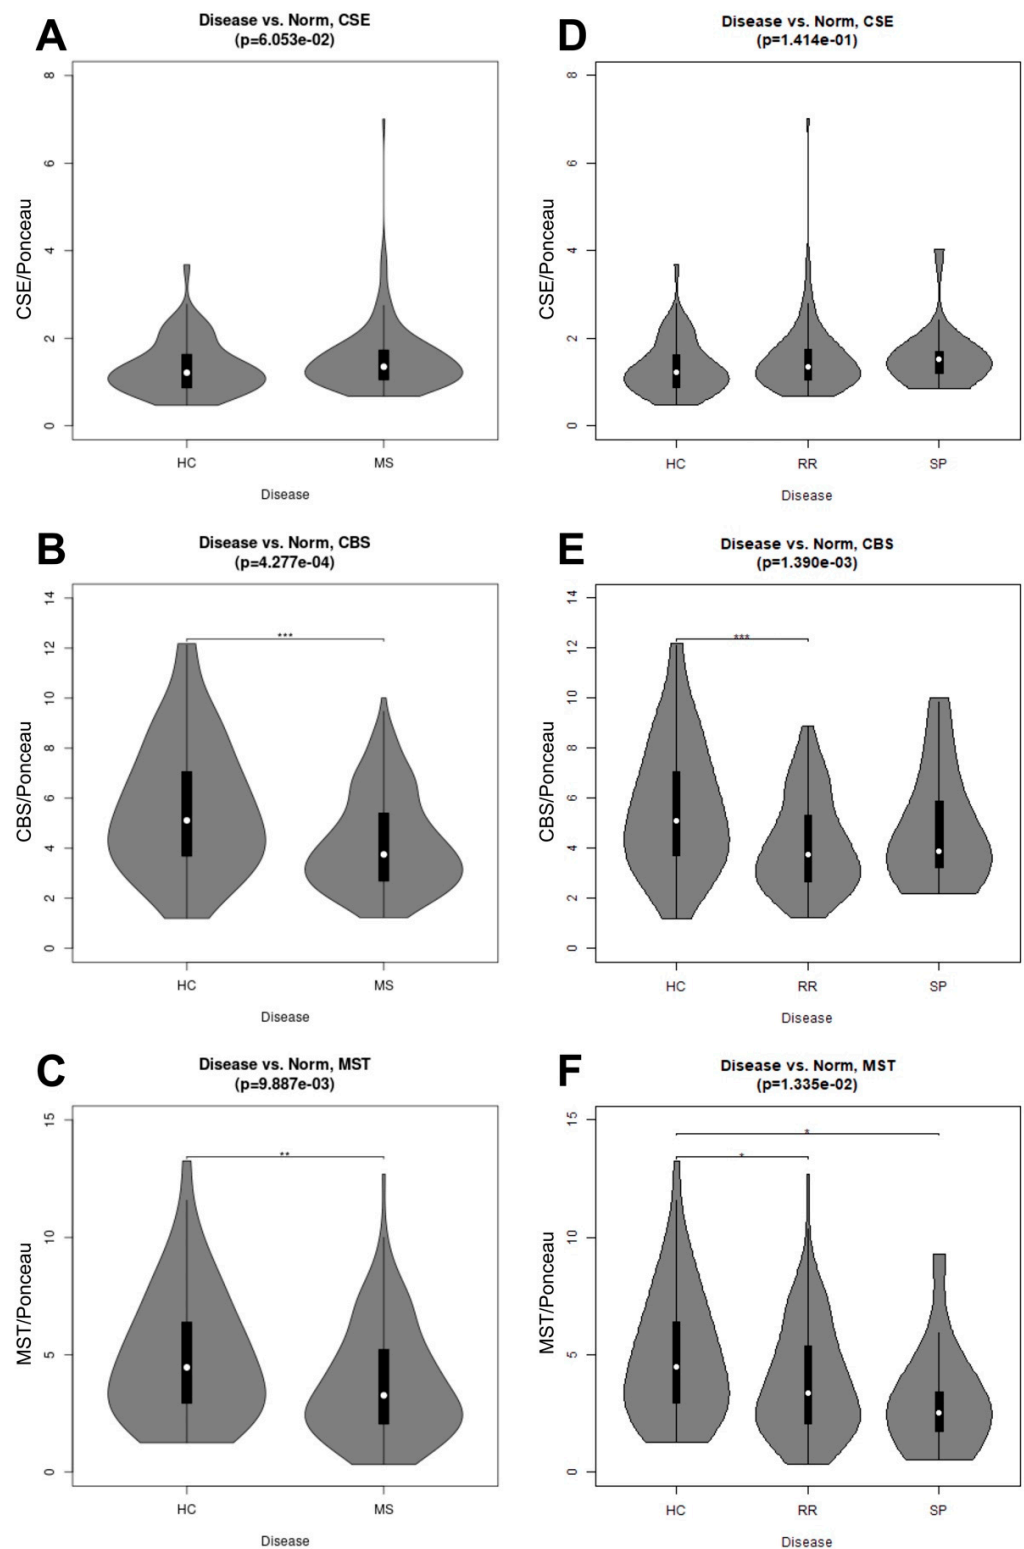 A
Disease vs. Norm, CSE
(p=6.053e-02)
CSE/Ponceau
8
6
4
2
0
HC
MS
Disease
D
Disease vs. Norm, CSE
(p=1.414e-01)
CSE/Ponceau
8
6
4
2
0
HC
RR
SP
Disease
B
Disease vs. Norm, CBS
(p=4.277e-04)
CBS/Ponceau
14
12
10
8
6
4
2
0
***
HC
MS
Disease
E
Disease vs. Norm, CBS
(p=1.390e-03)
CBS/Ponceau
14
12
10
8
6
4
2
0
***
HC
RR
SP
Disease
C
Disease vs. Norm, MST
(p=9.887e-03)
MST/Ponceau
15
10
5
0
**
HC
MS
Disease
F
Disease vs. Norm, MST
(p=1.335e-02)
MST/Ponceau
15
10
5
0
*
*
HC
RR
SP
Disease